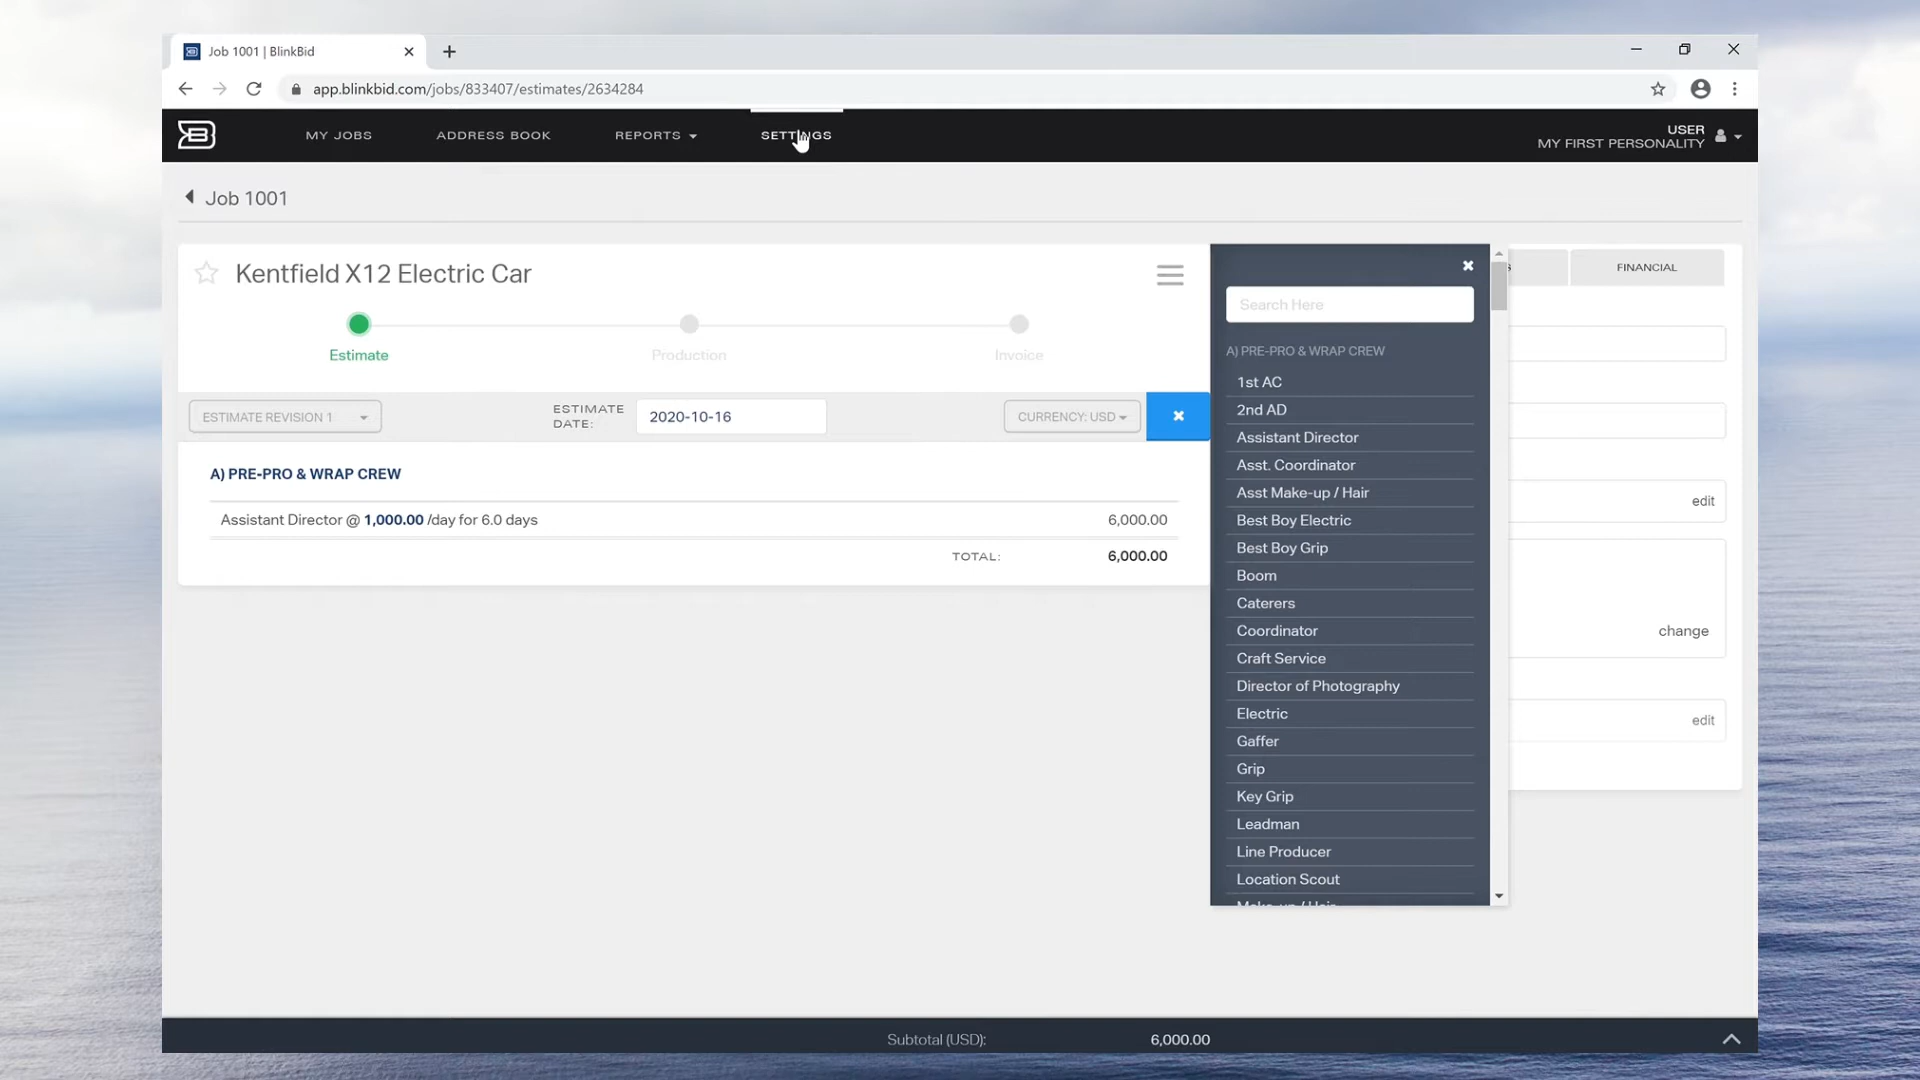 Job 1001 | BlinkBid
app.blinkbid.com/jobs/833407/estimates/2634284
MY JOBS
ADDRESS BOOK
REPORTS
SETTINGS
USER
MY FIRST PERSONALITY
Job 1001
Kentfield X12 Electric Car
Estimate
Production
Invoice
ESTIMATE REVISION 1
ESTIMATE
DATE:
2020-10-16
CURRENCY: USD
A) PRE-PRO & WRAP CREW
Assistant Director @ 1,000.00 /day for 6.0 days
6,000.00
TOTAL:
6,000.00
Search Here
A) PRE-PRO & WRAP CREW
1st AC
2nd AD
Assistant Director
Asst. Coordinator
Asst Make-up / Hair
Best Boy Electric
Best Boy Grip
Boom
Caterers
Coordinator
Craft Service
Director of Photography
Electric
Gaffer
Grip
Key Grip
Leadman
Line Producer
Location Scout
Make-up / Hair
FINANCIAL
edit
change
edit
Subtotal (USD):
6,000.00